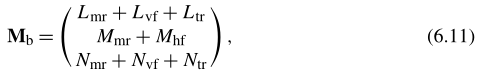 L_mr + L_vf + L_tr
M_b = ( M_mr + M_hf ) , (6.11)
N_mr + N_vf + N_tr